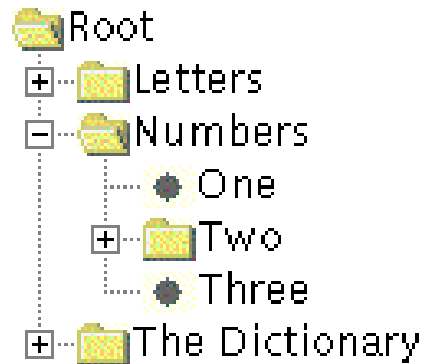 Root
Letters
Numbers
One
Two
Three
The Dictionary